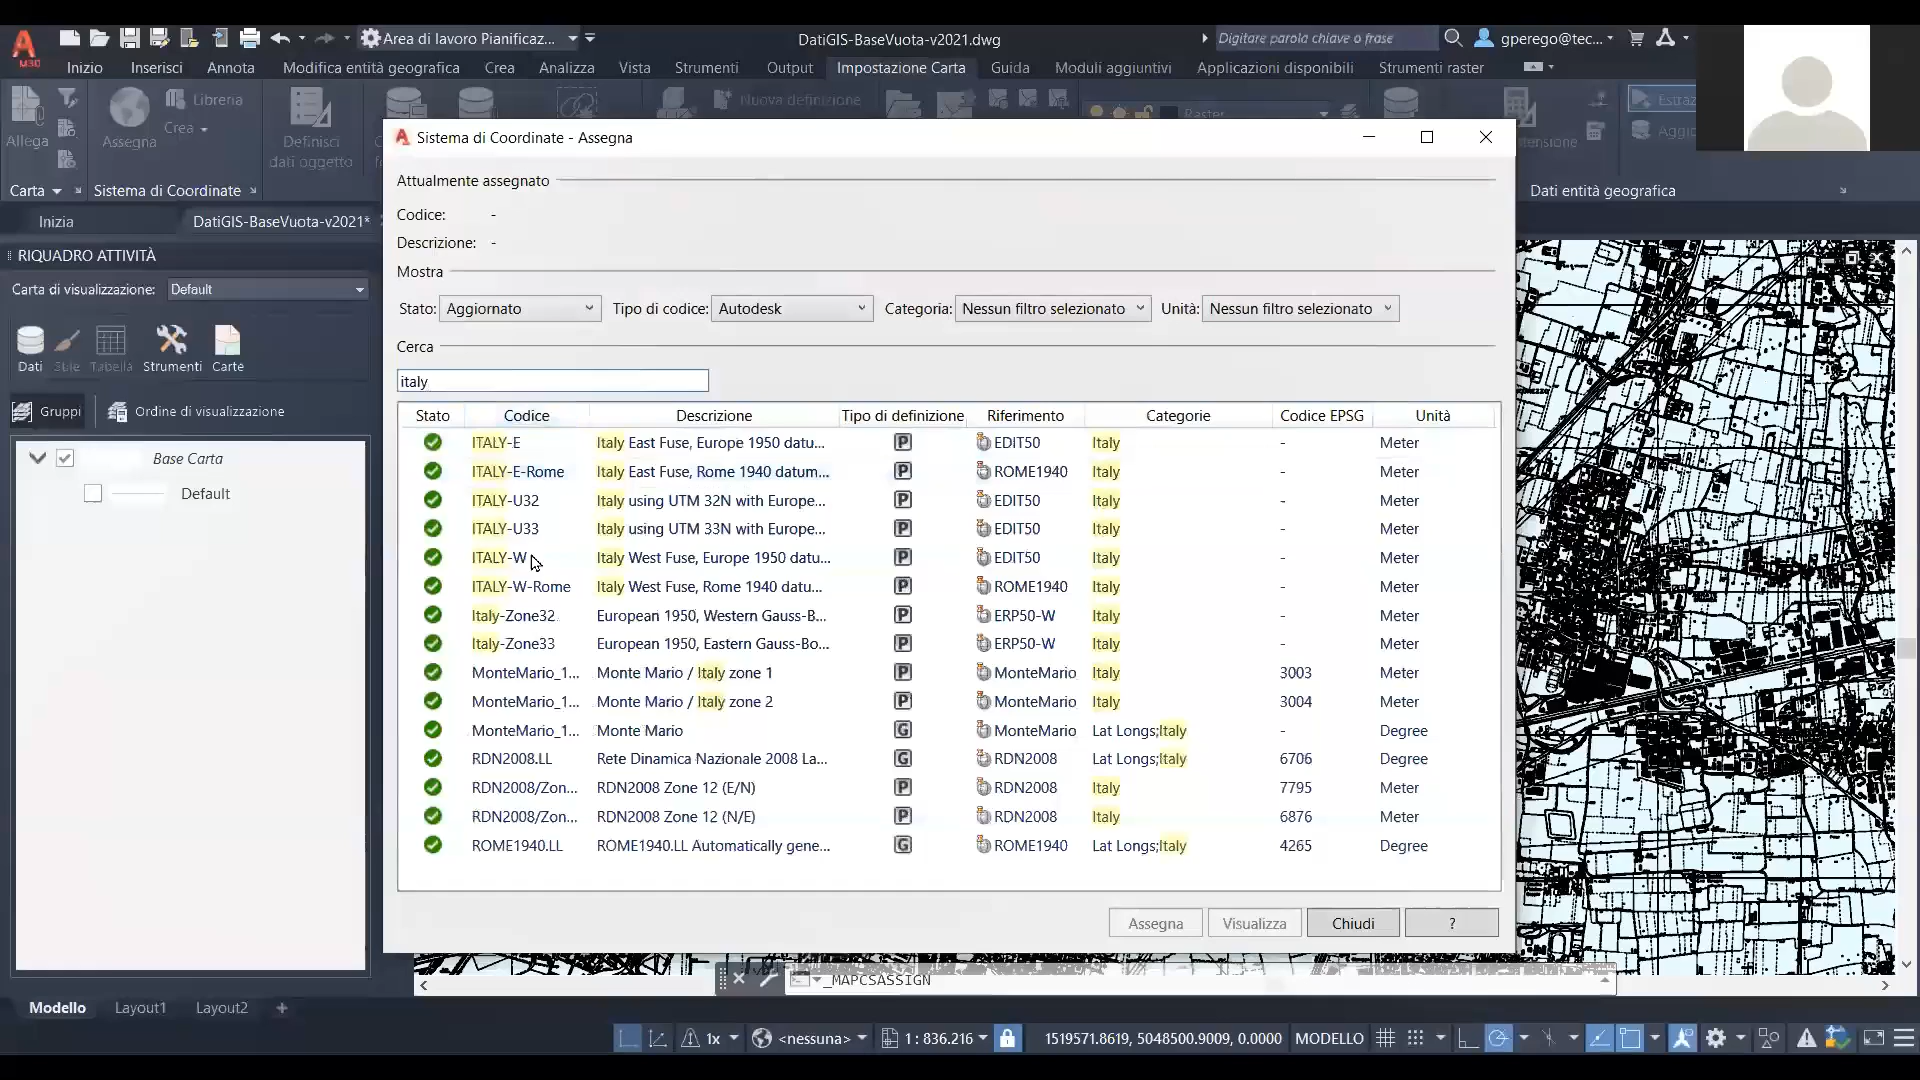 Area di lavoro Pianificaz...
DatiGIS-BaseVuota-v2021.dwg
Digitare parola chiave o frase
gperego@tec...
M3D
Inizio
Inserisci
Annota
Modifica entità geografica
Crea
Analizza
Vista
Strumenti
Output
Impostazione Carta
Guida
Moduli aggiuntivi
Applicazioni disponibili
Strumenti raster
Allega
Assegna
Libreria
Crea
Definisci
dati oggetto
Nuova definizione
Raster
Carta
Sistema di Coordinate
Dati entità geografica
Inizia
DatiGIS-BaseVuota-v2021*
RIQUADRO ATTIVITÀ
Carta di visualizzazione:
Default
Dati
Stile
Tabella
Strumenti
Carte
Gruppi
Ordine di visualizzazione
Base Carta
Default
Sistema di Coordinate - Assegna
Attualmente assegnato
Codice: -
Descrizione: -
Mostra
Stato: Aggiornato Tipo di codice: Autodesk Categoria: Nessun filtro selezionato Unità: Nessun filtro selezionato
Cerca
italy
Stato Codice Descrizione Tipo di definizione Riferimento Categorie Codice EPSG Unità
ITALY-E Italy East Fuse, Europe 1950 datu... P EDIT50 Italy - Meter
ITALY-E-Rome Italy East Fuse, Rome 1940 datum... P ROME1940 Italy - Meter
ITALY-U32 Italy using UTM 32N with Europe... P EDIT50 Italy - Meter
ITALY-U33 Italy using UTM 33N with Europe... P EDIT50 Italy - Meter
ITALY-W Italy West Fuse, Europe 1950 datu... P EDIT50 Italy - Meter
ITALY-W-Rome Italy West Fuse, Rome 1940 datu... P ROME1940 Italy - Meter
Italy-Zone32 European 1950, Western Gauss-B... P ERP50-W Italy - Meter
Italy-Zone33 European 1950, Eastern Gauss-Bo... P ERP50-W Italy - Meter
MonteMario_1... Monte Mario / Italy zone 1 P MonteMario Italy 3003 Meter
MonteMario_1... Monte Mario / Italy zone 2 P MonteMario Italy 3004 Meter
MonteMario_1... Monte Mario G MonteMario Lat Longs;Italy - Degree
RDN2008.LL Rete Dinamica Nazionale 2008 La... G RDN2008 Lat Longs;Italy 6706 Degree
RDN2008/Zon... RDN2008 Zone 12 (E/N) P RDN2008 Italy 7795 Meter
RDN2008/Zon... RDN2008 Zone 12 (N/E) P RDN2008 Italy 6876 Meter
ROME1940.LL ROME1940.LL Automatically gene... G ROME1940 Lat Longs;Italy 4265 Degree
Assegna Visualizza Chiudi ?
_MAPCSASSIGN
Modello Layout1 Layout2 +
1x <nessuna> 1 : 836.216 1519571.8619, 5048500.9009, 0.0000 MODELLO